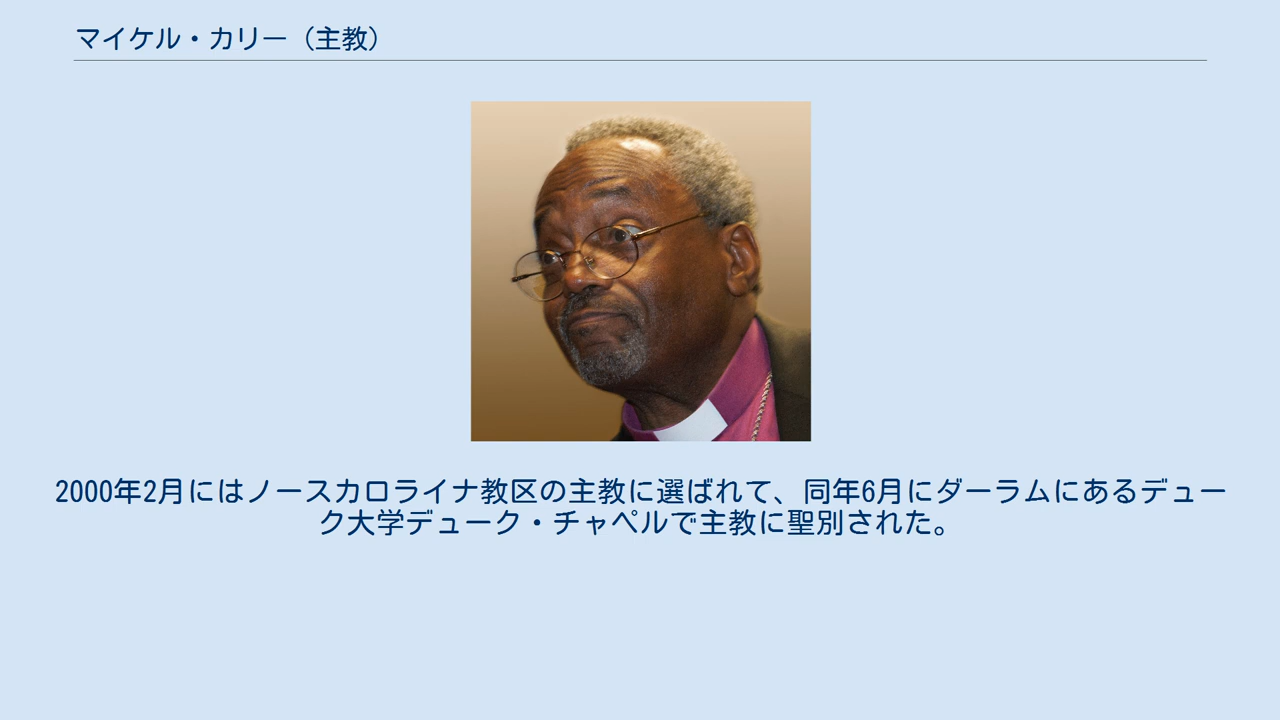 マイケル・カリー（主教）
2000年2月にはノースカロライナ教区の主教に選ばれて、同年6月にダーラムにあるデュー
ク大学デューク・チャペルで主教に聖別された。